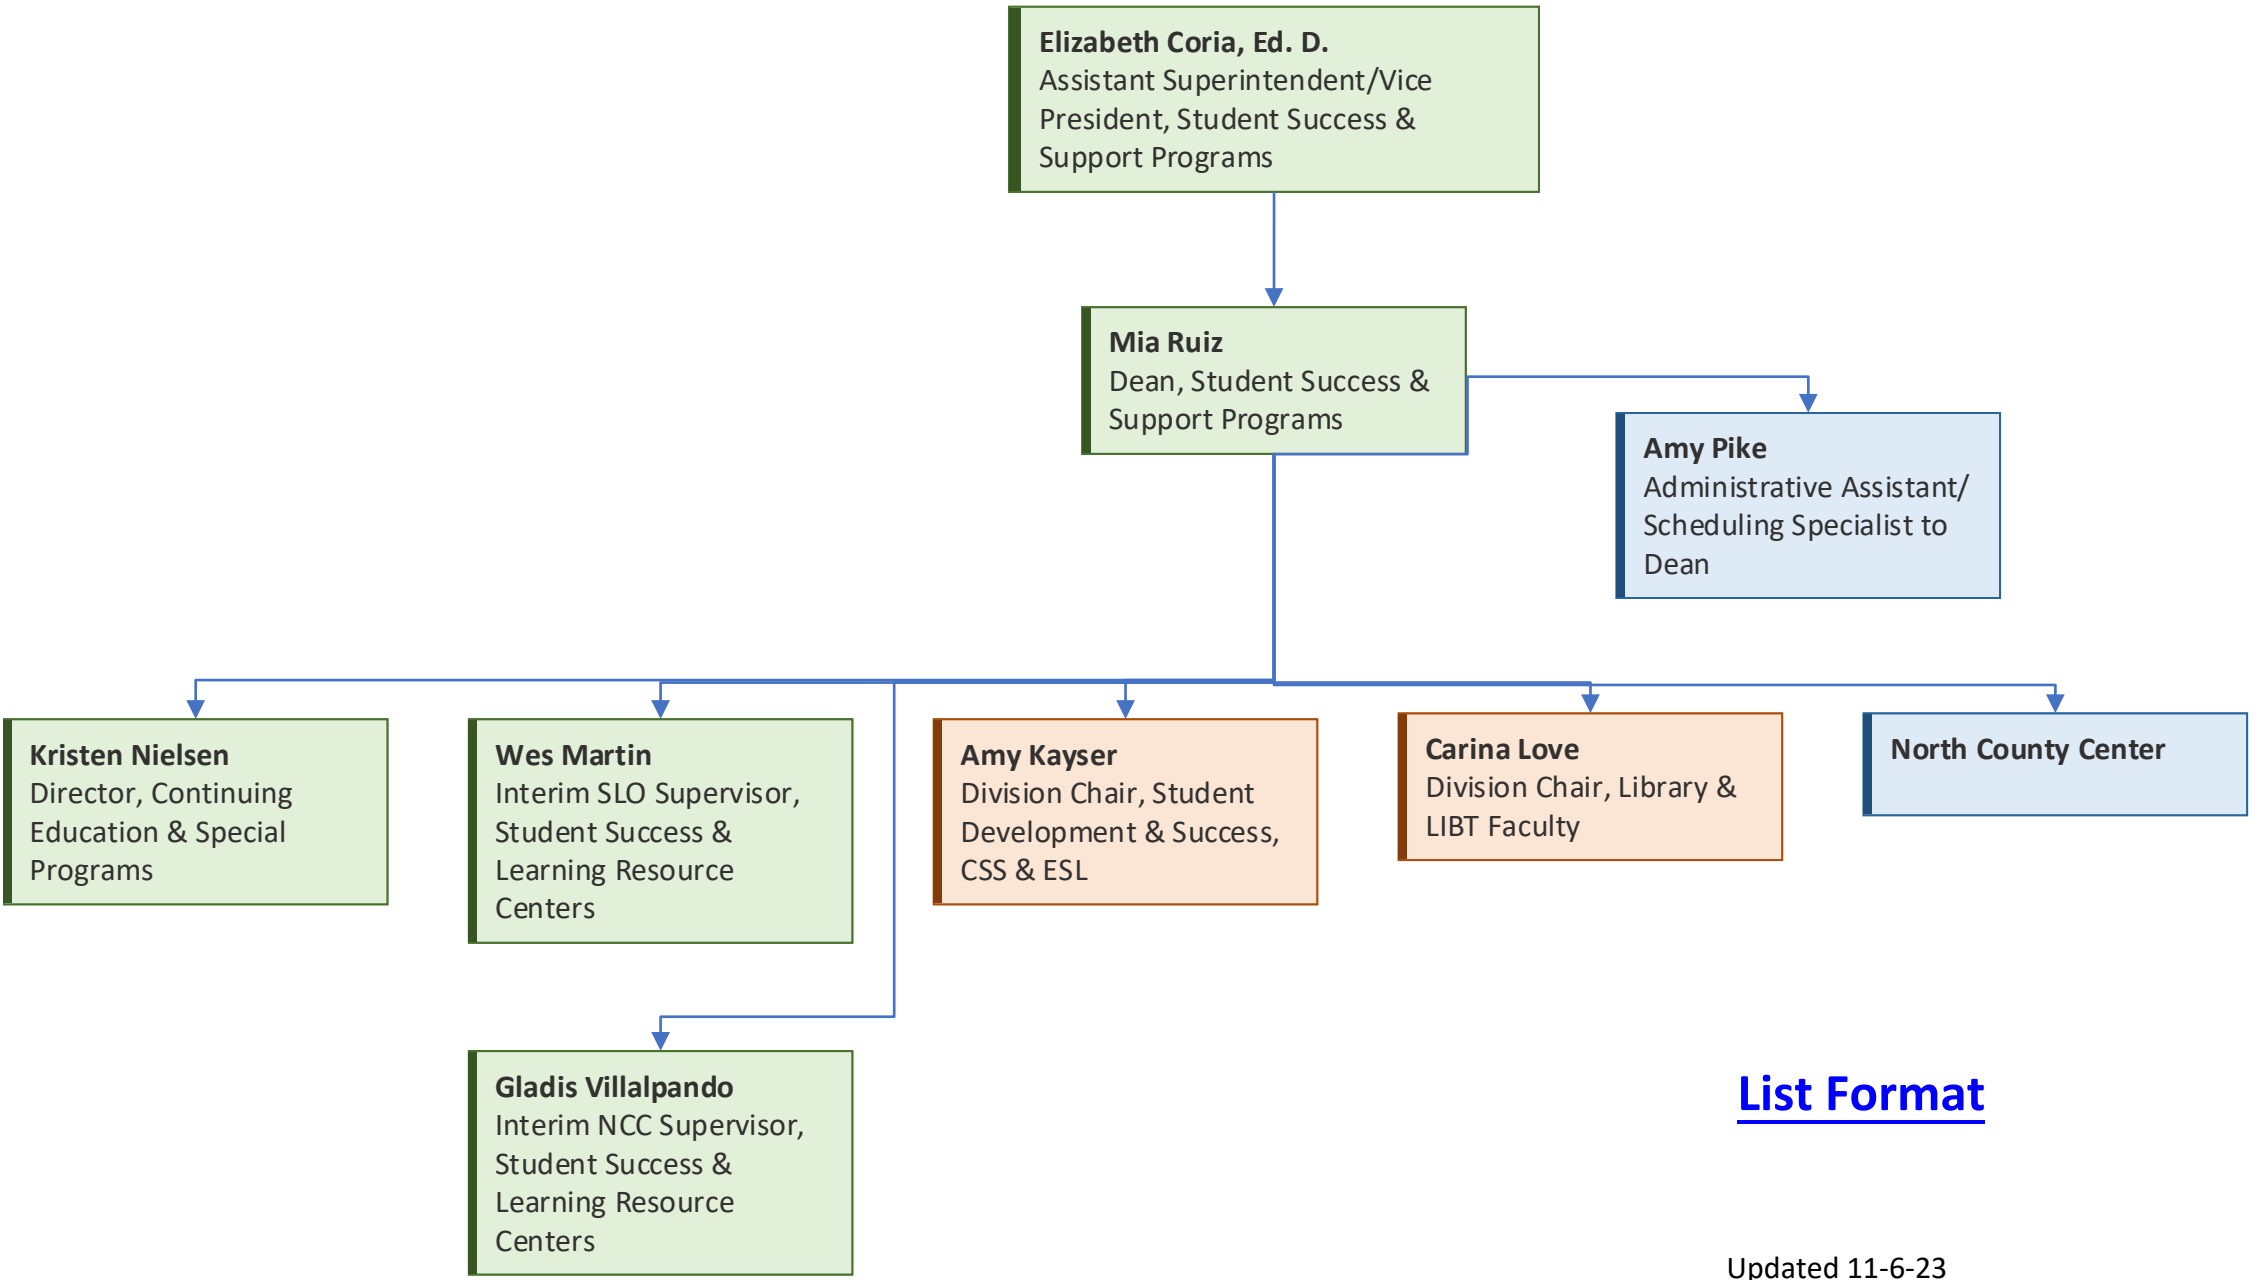 Elizabeth Coria, Ed. D.
Assistant Superintendent/Vice
President, Student Success &
Support Programs
Mia Ruiz
Dean, Student Success &
Support Programs
Amy Pike
Administrative Assistant/
Scheduling Specialist to
Dean
Kristen Nielsen
Director, Continuing
Education & Special
Programs
Wes Martin
Interim SLO Supervisor,
Student Success &
Learning Resource
Centers
Amy Kayser
Division Chair, Student
Development & Success,
CSS & ESL
Carina Love
Division Chair, Library &
LIBT Faculty
North County Center
Gladis Villalpando
Interim NCC Supervisor,
Student Success &
Learning Resource
Centers
List Format
Updated 11-6-23